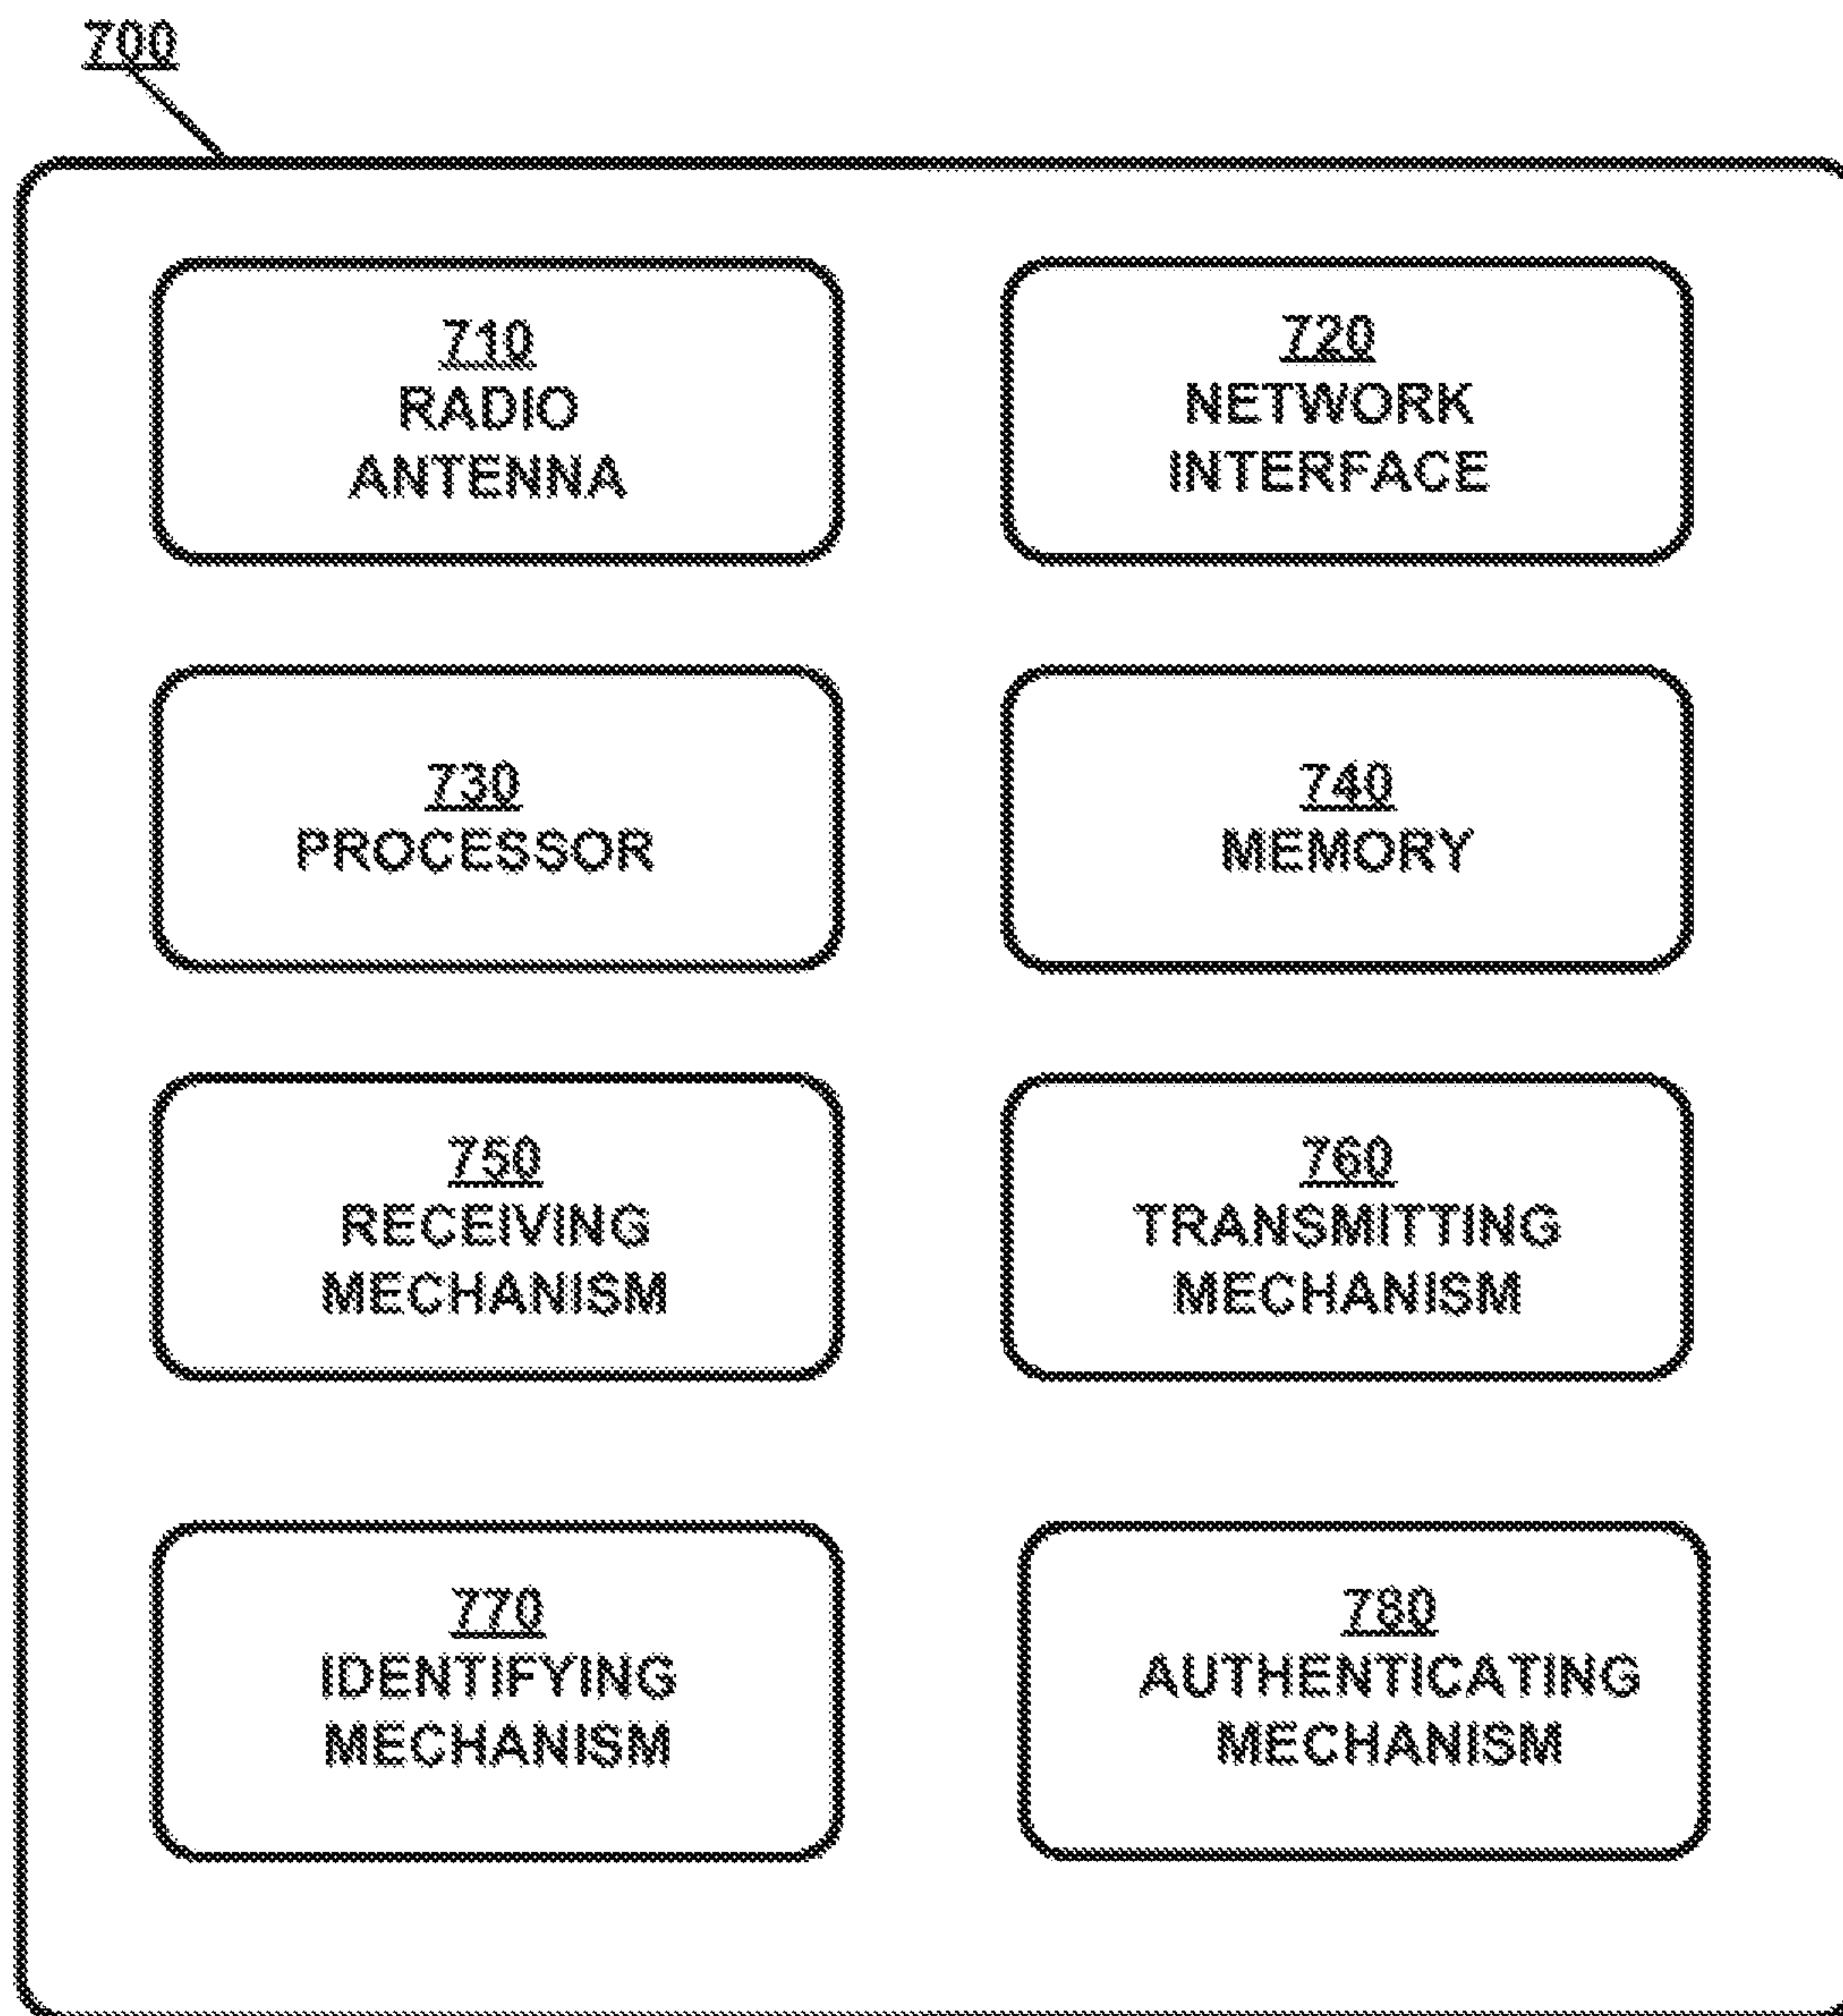 700
710
RADIO
ANTENNA
720
NETWORK
INTERFACE
730
PROCESSOR
740
MEMORY
750
RECEIVING
MECHANISM
760
TRANSMITTING
MECHANISM
770
IDENTIFYING
MECHANISM
780
AUTHENTICATING
MECHANISM